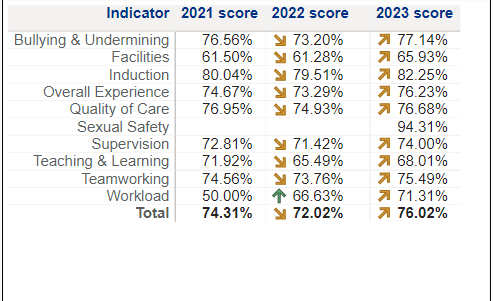 Indicator 2021 score 2022 score 2023 score
Bullying & Undermining 76.56% 73.20% 77.14%
Facilities 61.50% 61.28% 65.93%
Induction 80.04% 79.51% 82.25%
Overall Experience 74.67% 73.29% 76.23%
Quality of Care 76.95% 74.93% 76.68%
Sexual Safety 94.31%
Supervision 72.81% 71.42% 74.00%
Teaching & Learning 71.92% 65.49% 68.01%
Teamworking 74.56% 73.76% 75.49%
Workload 50.00% 66.63% 71.31%
Total 74.31% 72.02% 76.02%